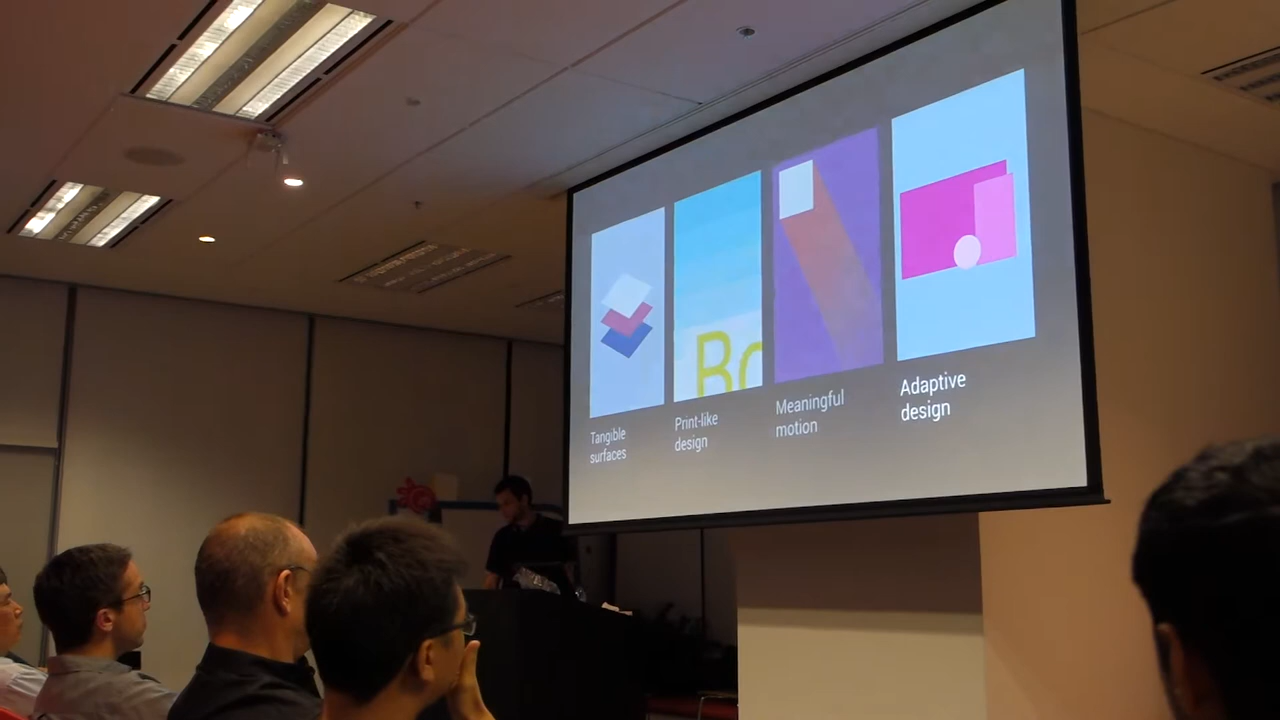 Bo
Tangible
surfaces
Print-like
design
Meaningful
motion
Adaptive
design